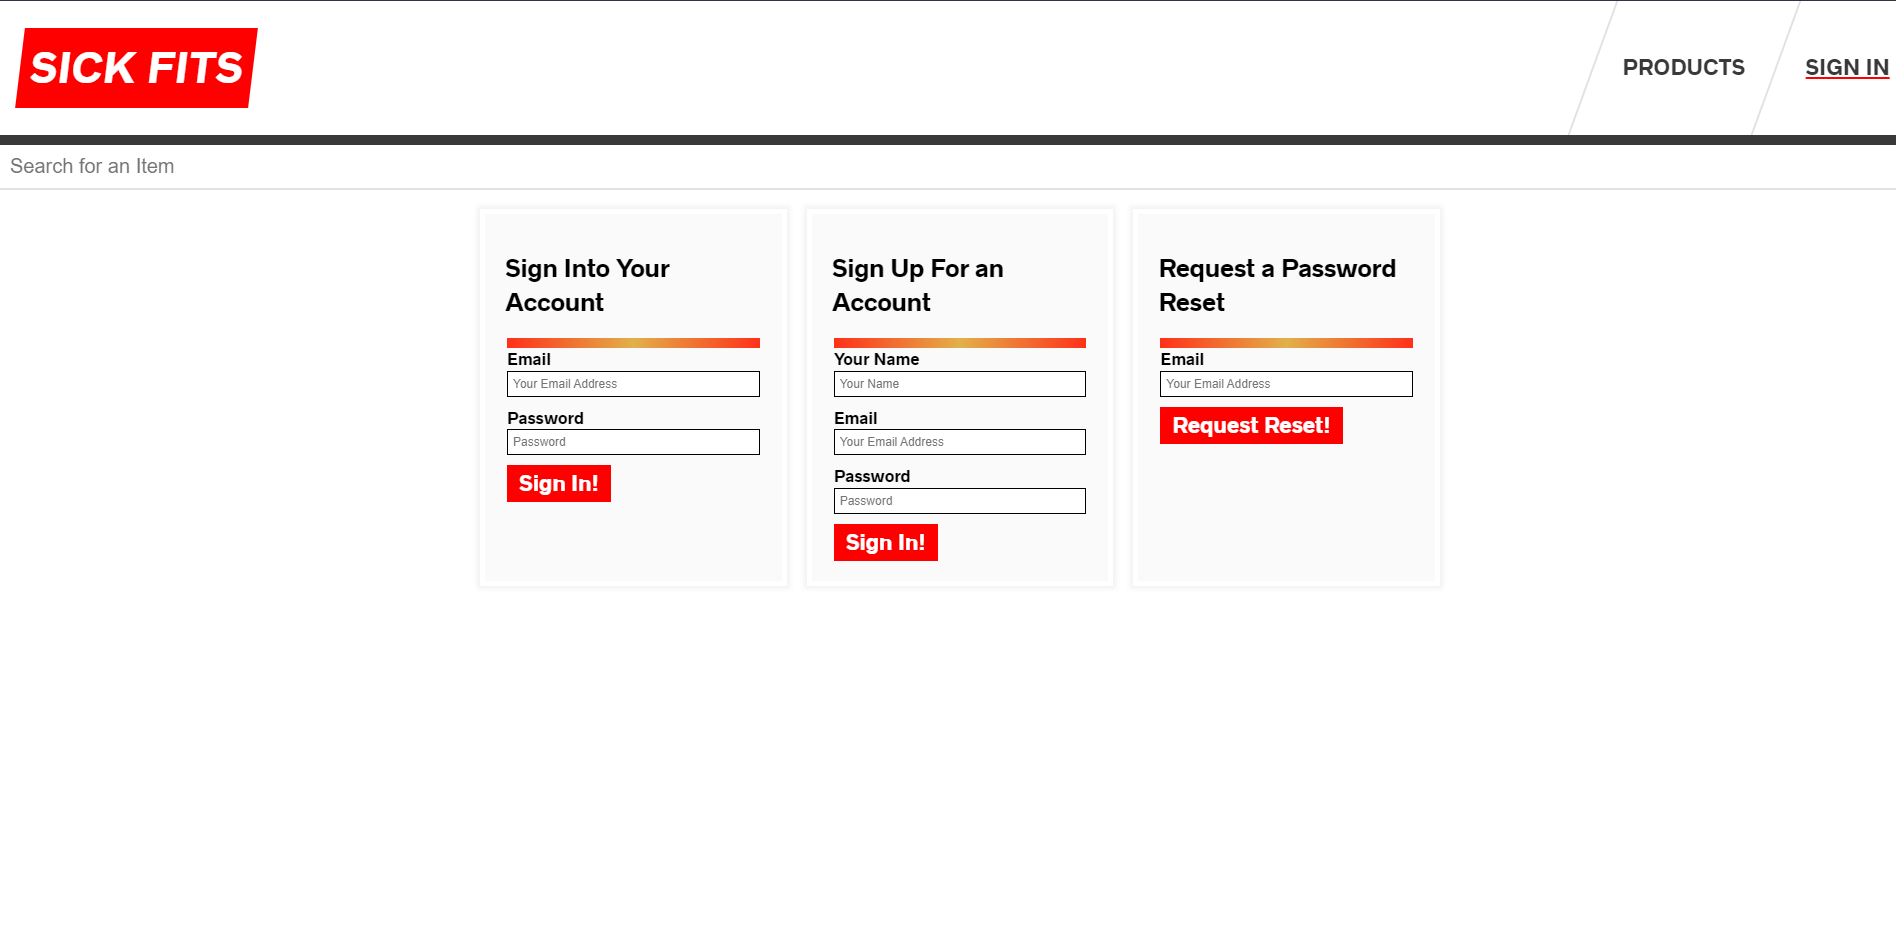 SICK FITS
PRODUCTS
SIGN IN
Search for an Item
Sign Into Your
Account
Email
Your Email Address
Password
Password
Sign In!
Sign Up For an
Account
Your Name
Your Name
Email
Your Email Address
Password
Password
Sign In!
Request a Password
Reset
Email
Your Email Address
Request Reset!